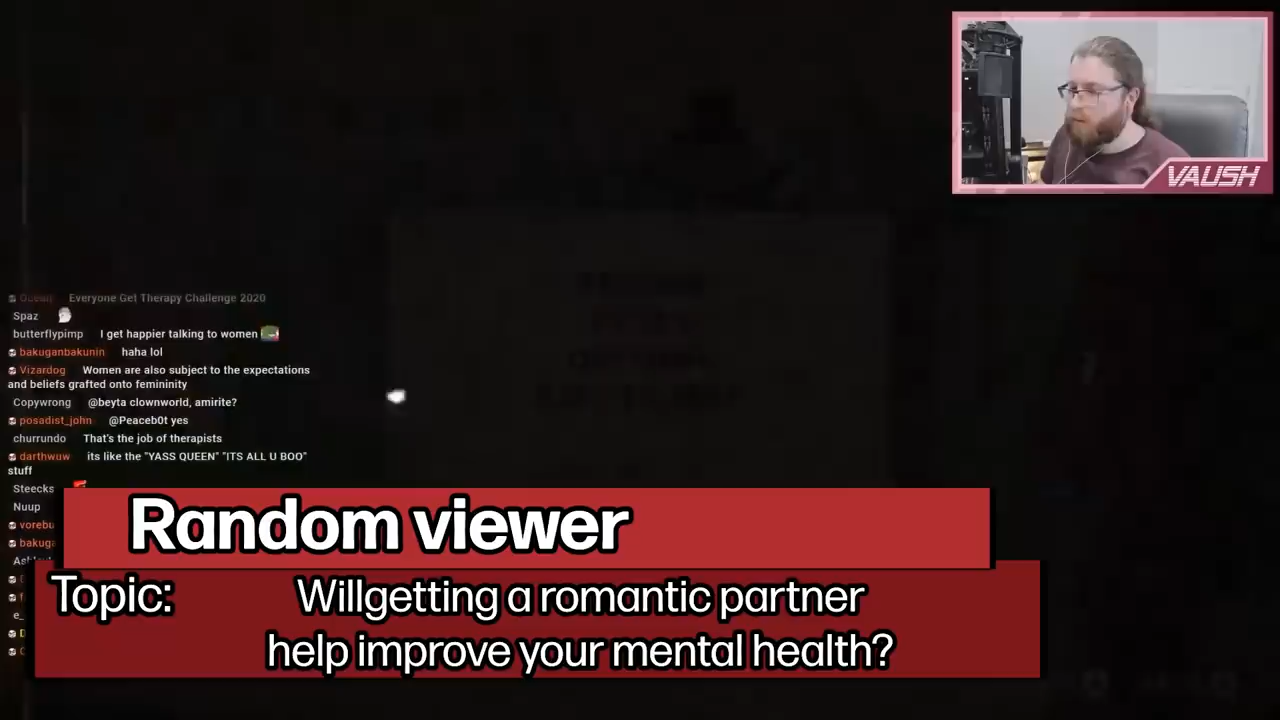 VAUSH
Ocean Everyone Get Therapy Challenge 2020
Spaz
butterflypimp I get happier talking to women
bakuganbakunin haha lol
Vizardog Women are also subject to the expectations
and beliefs grafted onto femininity
Copywrong @beyta clownworld, amirite?
posadist_john @Peaceb0t yes
churrundo That's the job of therapists
darthwuw its like the "YASS QUEEN" "ITS ALL U BOO"
stuff
Steecks
Nuup
Random viewer
Topic: Willgetting a romantic partner
help improve your mental health?